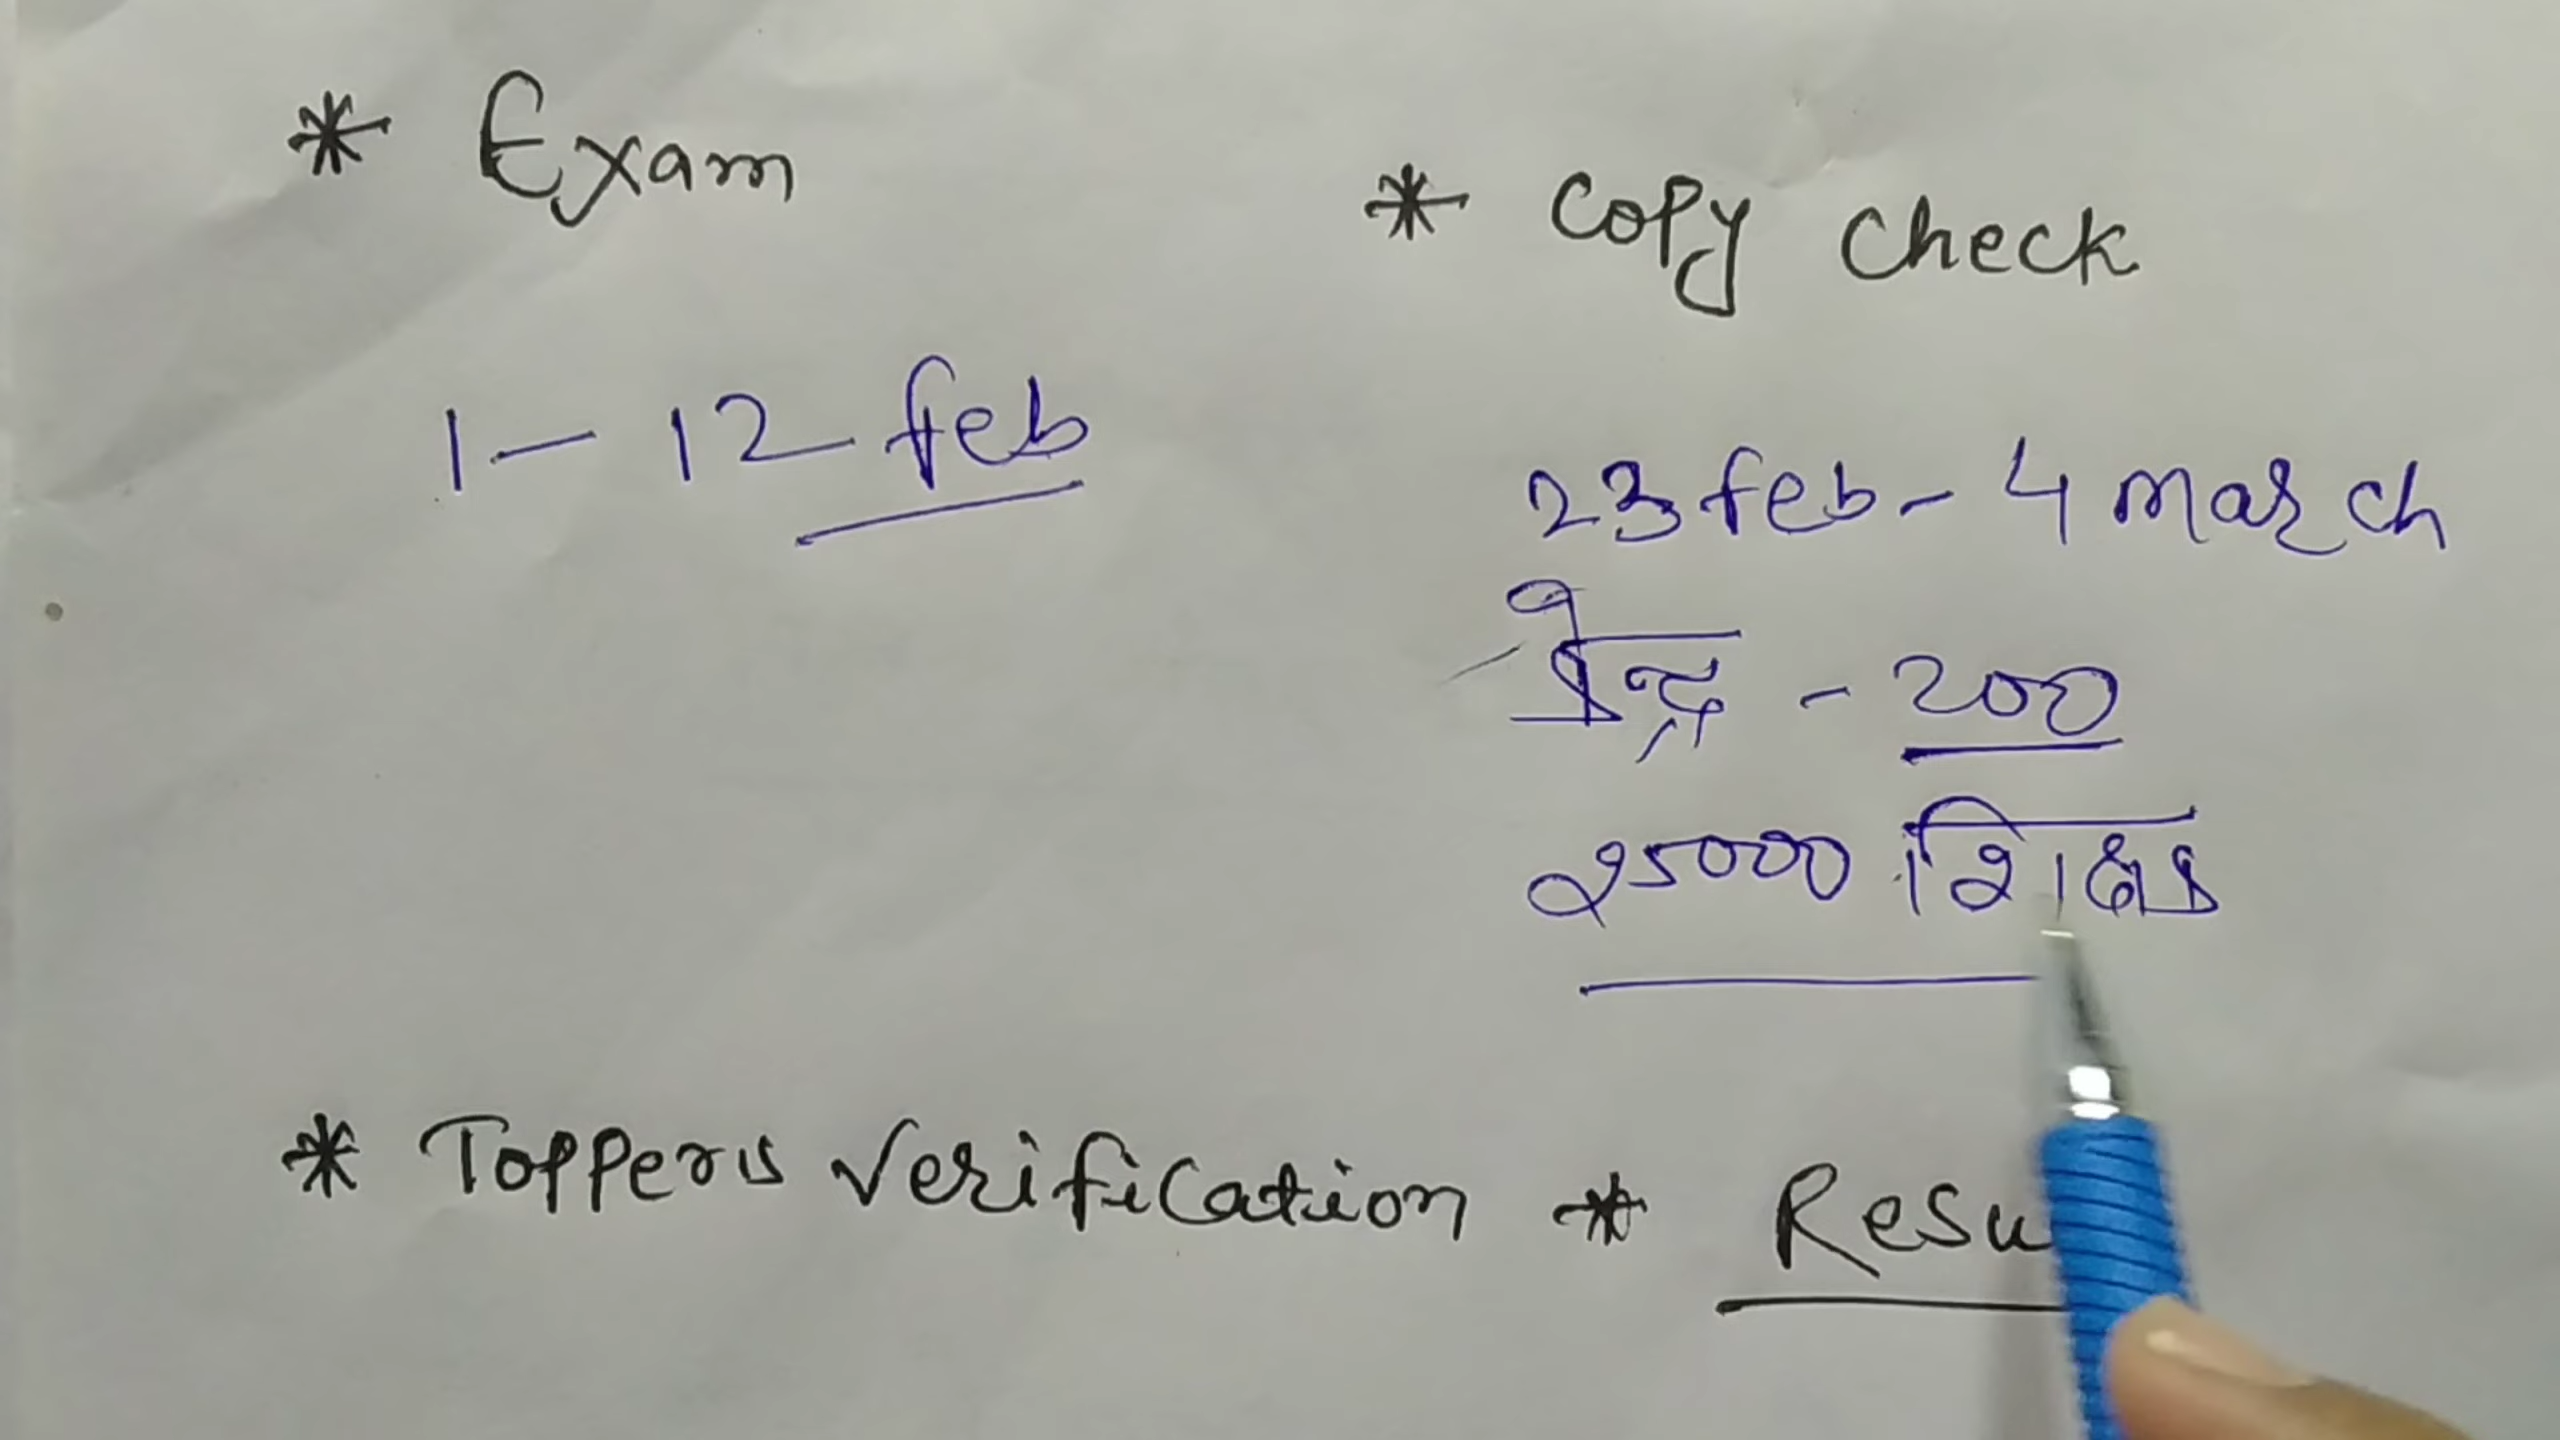 * Exam
* Copy Check
1 - 12 feb
23 feb - 4 march
केन्द्र - 200
25000 शिक्षक
* Toppers Verification
* Resu